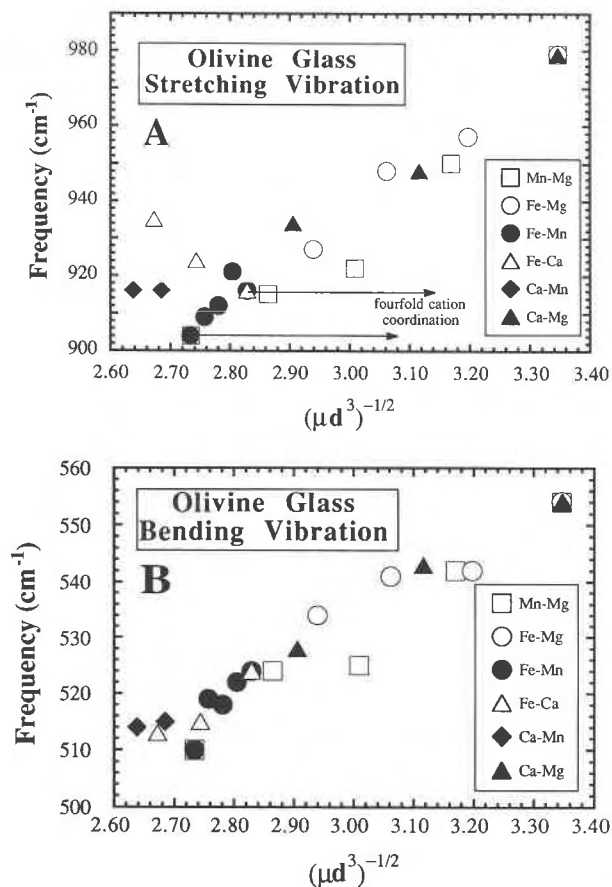 Olivine Glass
Stretching Vibration
A
Frequency (cm-1)
980
960
940
920
900
Mn-Mg
Fe-Mg
Fe-Mn
Fe-Ca
Ca-Mn
Ca-Mg
fourfold cation
coordination
2.60 2.70 2.80 2.90 3.00 3.10 3.20 3.30 3.40
(μd3)-1/2
Olivine Glass
Bending Vibration
B
Frequency (cm-1)
560
550
540
530
520
510
500
Mn-Mg
Fe-Mg
Fe-Mn
Fe-Ca
Ca-Mn
Ca-Mg
2.60 2.70 2.80 2.90 3.00 3.10 3.20 3.30 3.40
(μd3)-1/2